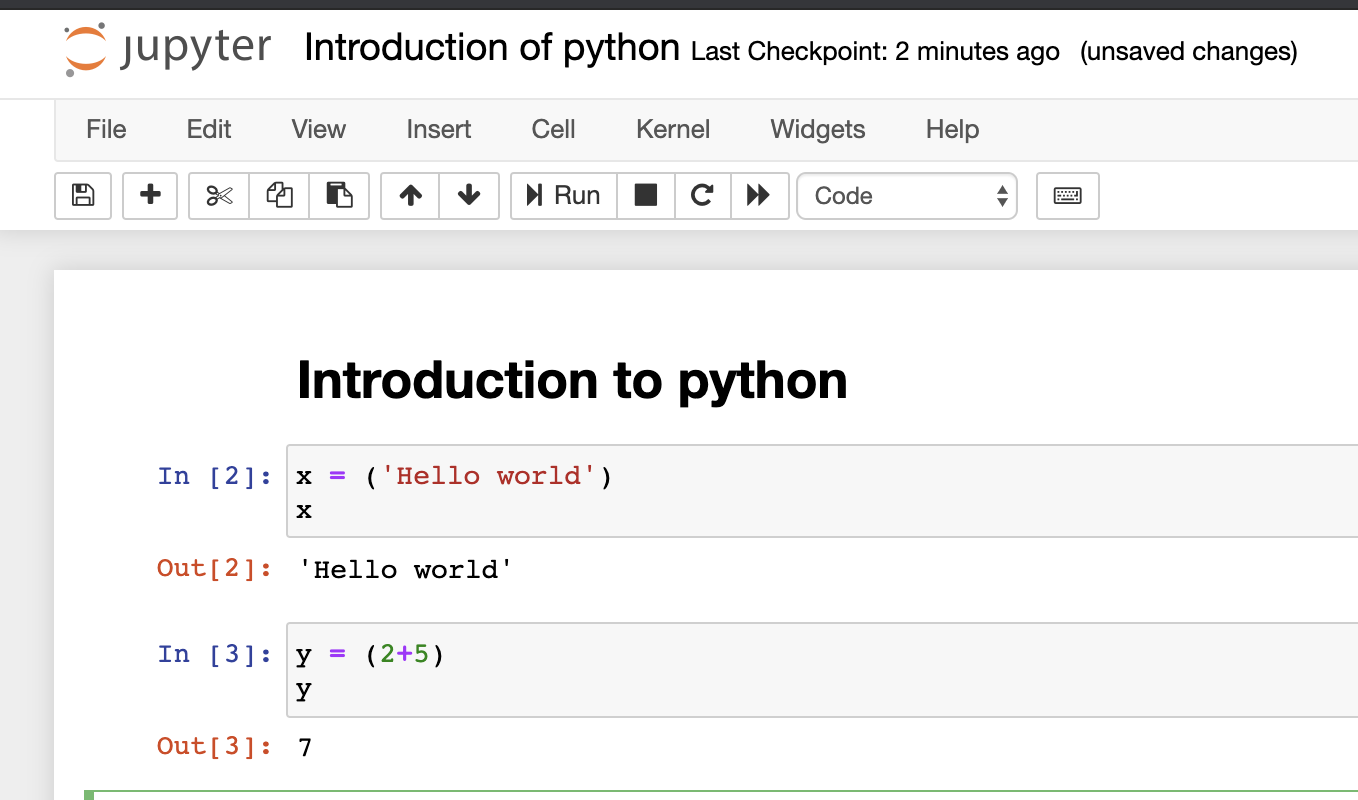 jupyter Introduction of python Last Checkpoint: 2 minutes ago (unsaved changes)
File Edit View Insert Cell Kernel Widgets Help
Run Code
Introduction to python
In [2]: x = ('Hello world')
x
Out[2]: 'Hello world'
In [3]: y = (2+5)
y
Out[3]: 7